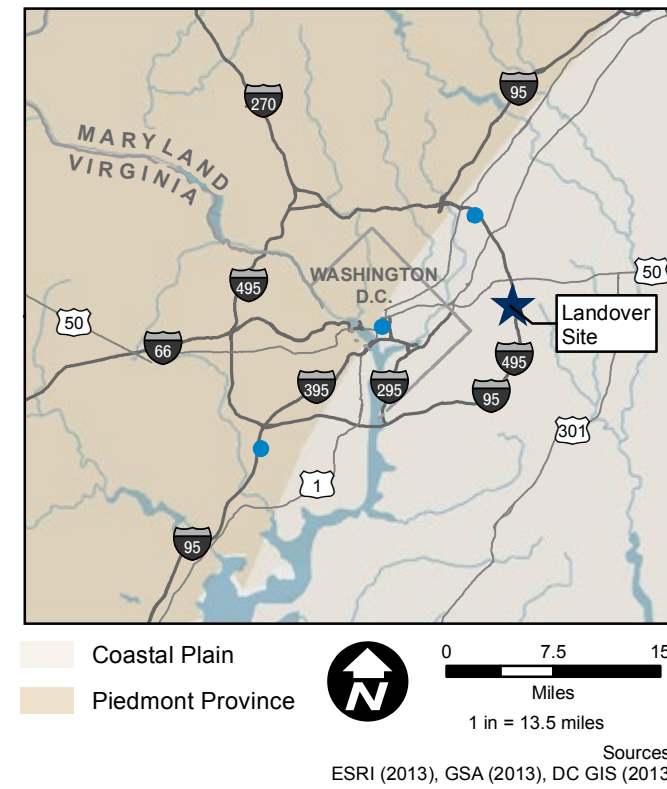 270
95
MARYLAND
VIRGINIA
WASHINGTON
D.C.
495
50
50
Landover
Site
66
495
395
295
95
301
1
95
Coastal Plain
Piedmont Province
N
0 7.5 15
Miles
1 in = 13.5 miles
Sources
ESRI (2013), GSA (2013), DC GIS (2013